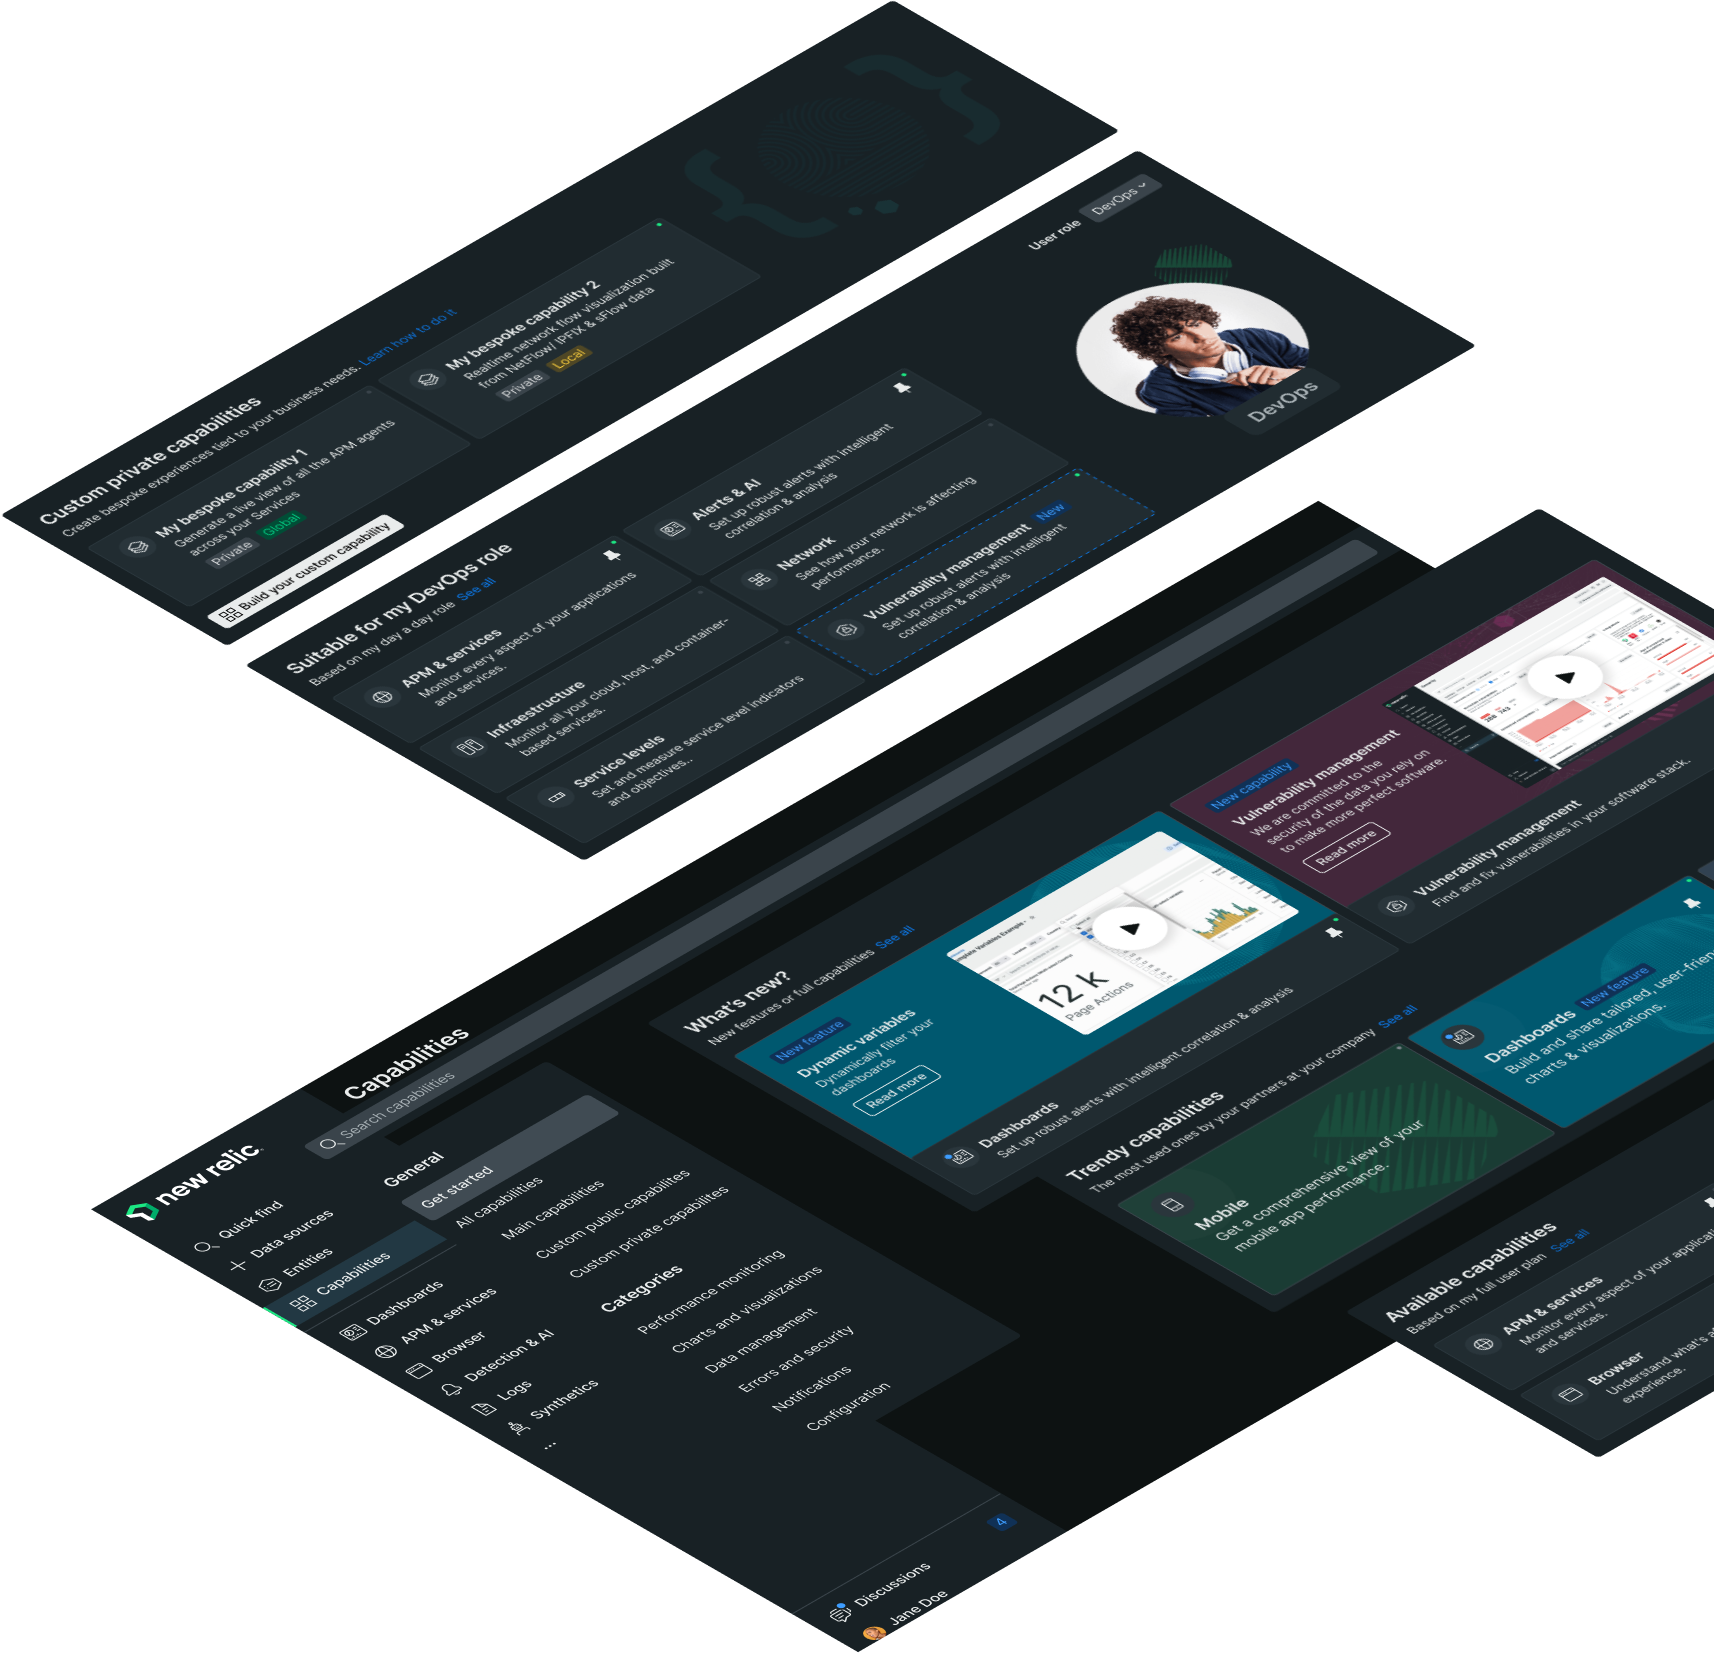 Custom private capabilities
Create bespoke experiences tied to your business needs. Learn how to do it
My bespoke capability 1
Generate a live view of all the APM agents
across your Services
Private Global
My bespoke capability 2
Realtime network flow visualization built
from NetFlow/ IPFIX & sFlow data
Private Local
Build your custom capability
Suitable for my DevOps role
Based on my day a day role See all
User role DevOps
DevOps
APM & services
Monitor every aspect of your applications
and services.
Alerts & AI
Set up robust alerts with intelligent
correlation & analysis
Infraestructure
Monitor all your cloud, host, and container-
based services.
Network
See how your network is affecting
performance.
Service levels
Set and measure service level indicators
and objectives..
Vulnerability management New
Set up robust alerts with intelligent
correlation & analysis
new relic
Quick find
Data sources
Entities
Capabilities
Dashboards
APM & services
Browser
Detection & AI
Logs
Synthetics
...
Discussions 4
Jane Doe
Capabilities
Search capabilities
General
Get started
All capabilities
Main capabilities
Custom public capabilites
Custom private capabilites
Categories
Performance monitoring
Charts and visualizations
Data management
Errors and security
Notifications
Configuration
What's new?
New features or full capabilities See all
New feature
Dynamic variables
Dynamically filter your
dashboards
Read more
12 k
Page Actions
Dashboards
Set up robust alerts with intelligent correlation & analysis
New capability
Vulnerability management
We are committed to the
security of the data you rely on
to make more perfect software.
Read more
Vulnerability management
Find and fix vulnerabilities in your software stack.
Trendy capabilities
The most used ones by your partners at your company See all
Mobile
Get a comprehensive view of your
mobile app performance.
Dashboards New feature
Build and share tailored, user-frien
charts & visualizations.
Available capabilities
Based on my full user plan See all
APM & services
Monitor every aspect of your applicatio
and services.
Browser
Understand what's a
experience.